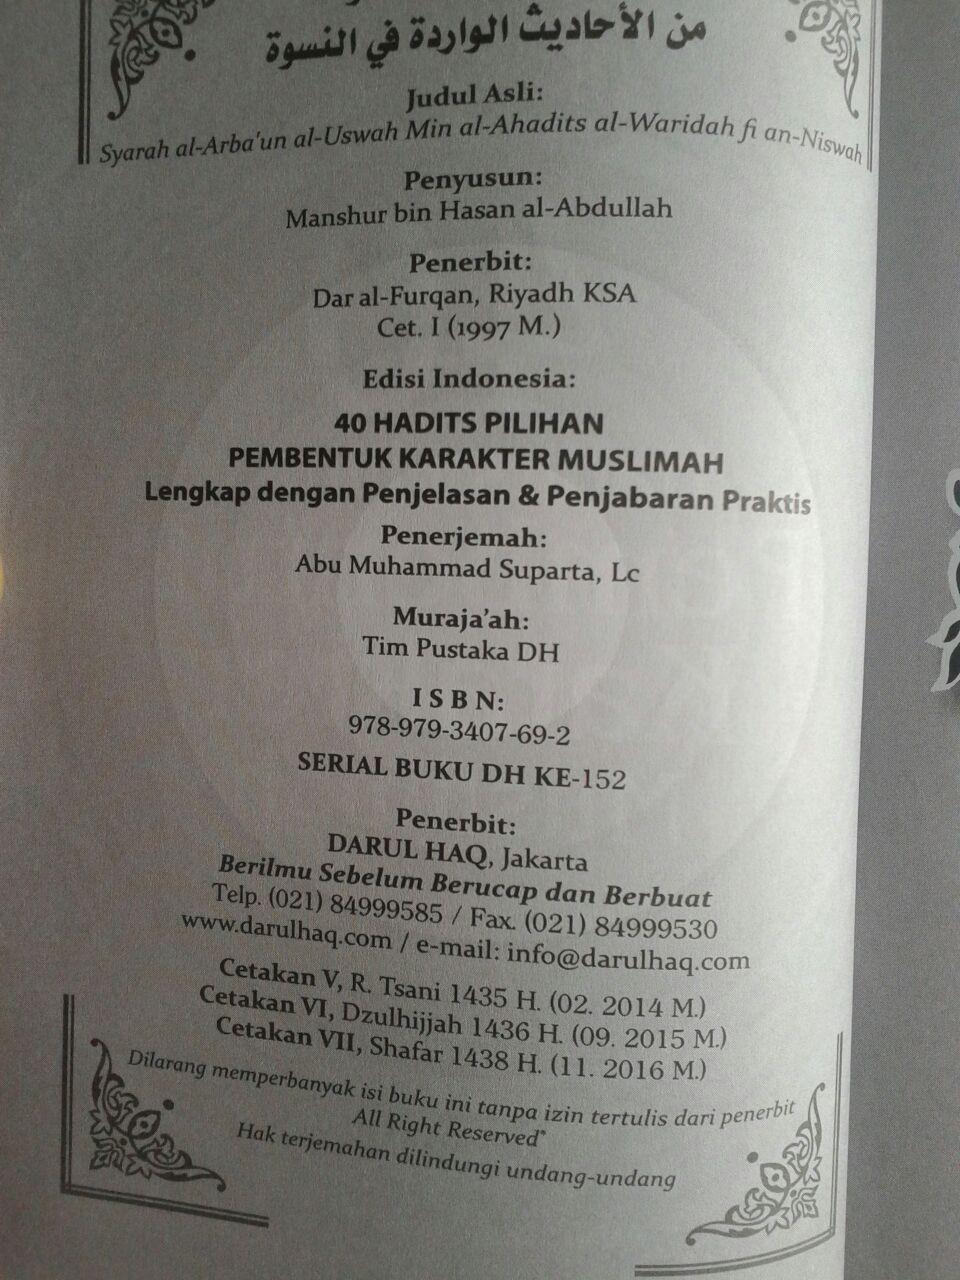 من الأحاديث الواردة في النسوة
Judul Asli:
Syarah al-Arba'un al-Uswah Min al-Ahadits al-Waridah fi an-Niswah
Penyusun:
Manshur bin Hasan al-Abdullah
Penerbit:
Dar al-Furqan, Riyadh KSA
Cet. I (1997 M.)
Edisi Indonesia:
40 HADITS PILIHAN
PEMBENTUK KARAKTER MUSLIMAH
Lengkap dengan Penjelasan & Penjabaran Praktis
Penerjemah:
Abu Muhammad Suparta, Lc
Muraja'ah:
Tim Pustaka DH
I S B N:
978-979-3407-69-2
SERIAL BUKU DH KE-152
Penerbit:
DARUL HAQ, Jakarta
Berilmu Sebelum Berucap dan Berbuat
Telp. (021) 84999585 / Fax. (021) 84999530
www.darulhaq.com / e-mail: info@darulhaq.com
Cetakan V, R. Tsani 1435 H. (02. 2014 M.)
Cetakan VI, Dzulhijjah 1436 H. (09. 2015 M.)
Cetakan VII, Shafar 1438 H. (11. 2016 M.)
Dilarang memperbanyak isi buku ini tanpa izin tertulis dari penerbit
All Right Reserved*
Hak terjemahan dilindungi undang-undang